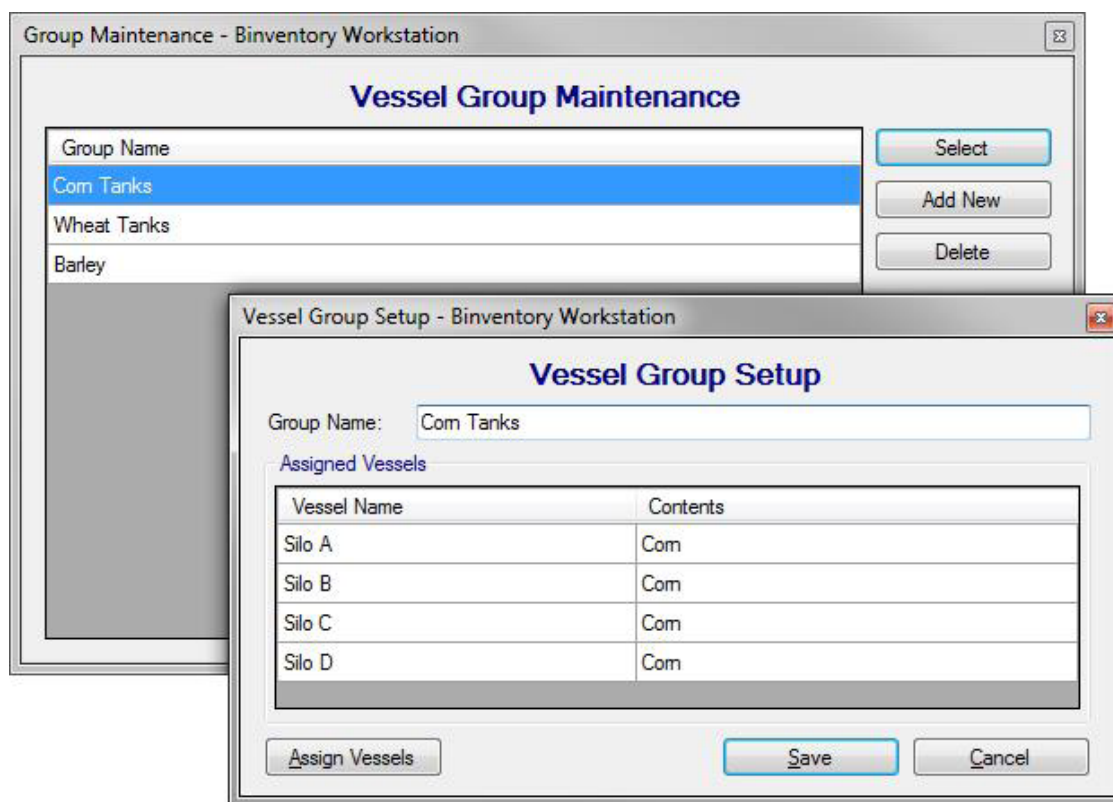 Group Maintenance - Binventory Workstation
Vessel Group Maintenance
Group Name
Select
Corn Tanks
Add New
Wheat Tanks
Delete
Barley
Vessel Group Setup - Binventory Workstation
Vessel Group Setup
Group Name: Corn Tanks
Assigned Vessels
Vessel Name Contents
Silo A Corn
Silo B Corn
Silo C Corn
Silo D Corn
Assign Vessels Save Cancel